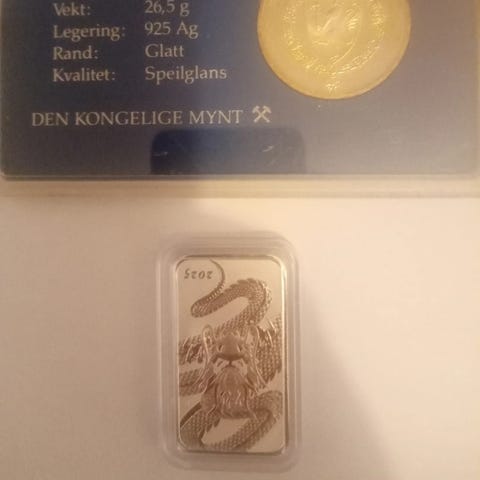 Vekt: 26,5 g
Legering: 925 Ag
Rand: Glatt
Kvalitet: Speilglans
DEN KONGELIGE MYNT
2025